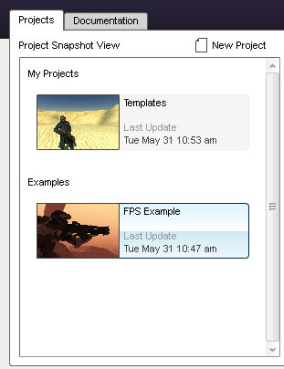 Projects
Documentation
Project Snapshot View
New Project
My Projects
Templates
Last Update
Tue May 31 10:53 am
Examples
FPS Example
Last Update
Tue May 31 10:47 am